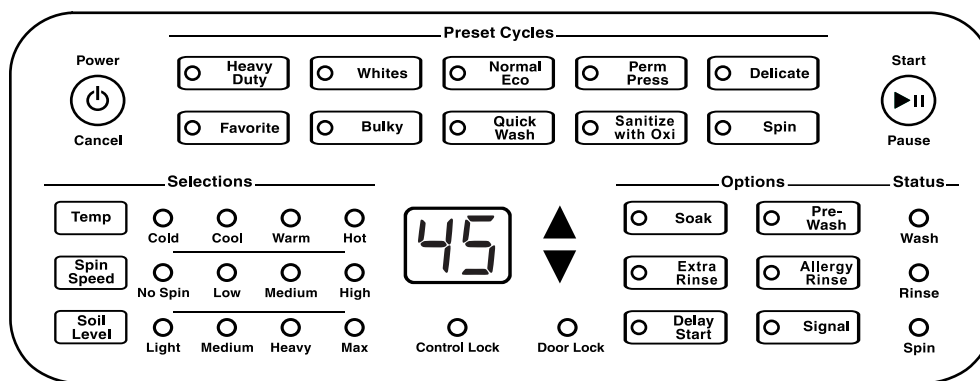 Preset Cycles
Power
Cancel
Heavy
Duty
Whites
Normal
Eco
Perm
Press
Delicate
Favorite
Bulky
Quick
Wash
Sanitize
with Oxi
Spin
Start
Pause
Selections
Temp
Cold Cool Warm Hot
Spin
Speed
No Spin Low Medium High
Soil
Level
Light Medium Heavy Max
45
Control Lock Door Lock
Options
Soak
Pre-
Wash
Extra
Rinse
Allergy
Rinse
Delay
Start
Signal
Status
Wash
Rinse
Spin